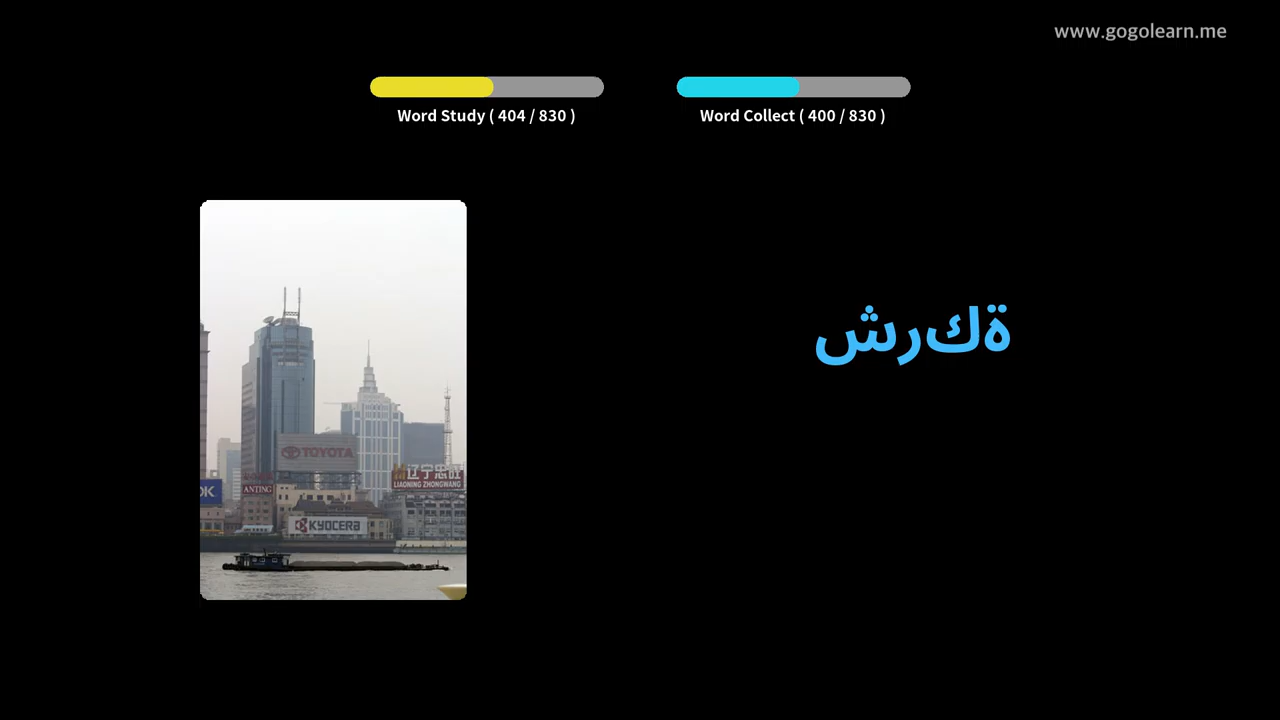 www.gogolearn.me
Word Study ( 404 / 830 )
Word Collect ( 400 / 830 )
شركة
TOYOTA
辽宁忠旺
LIAONING ZHONGWANG
OK
ANTING
KYOCERA